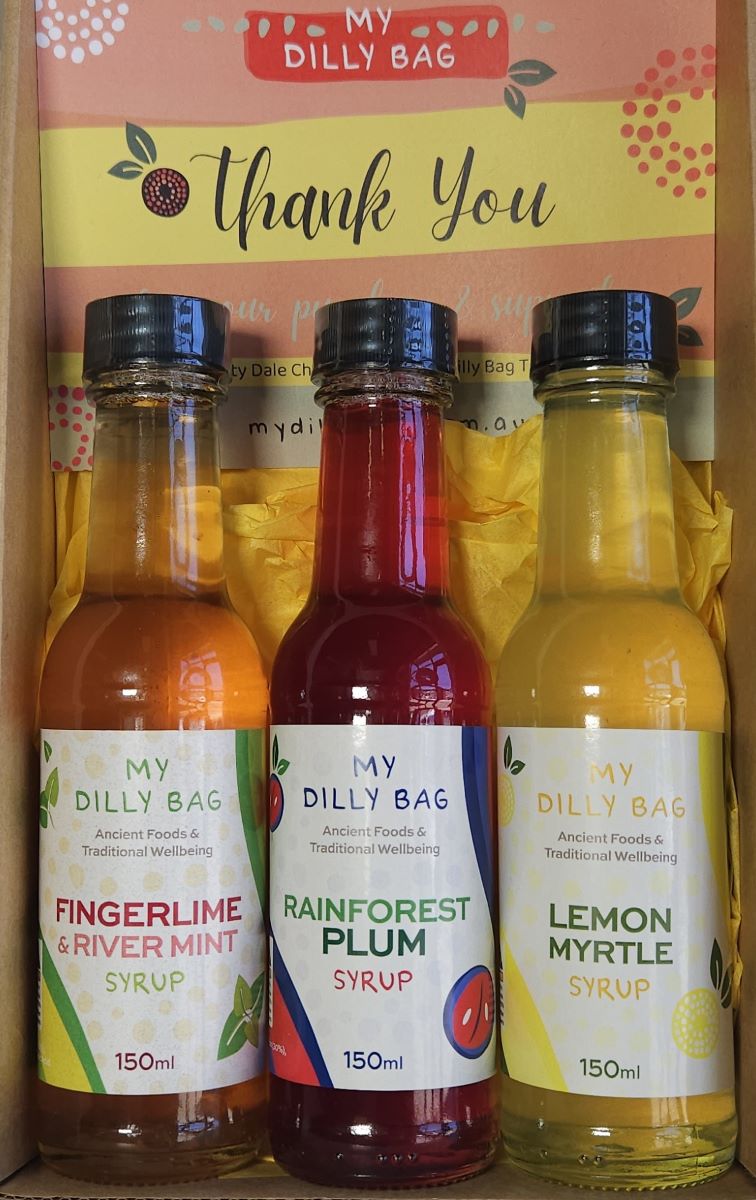 MY
DILLY BAG
Thank You
Dale
Bag
MY
DILLY BAG
Ancient Foods &
Traditional Wellbeing
FINGERLIME
& RIVER MINT
SYRUP
150ml
MY
DILLY BAG
Ancient Foods &
Traditional Wellbeing
RAINFOREST
PLUM
SYRUP
150ml
MY
DILLY BAG
Ancient Foods &
Traditional Wellbeing
LEMON
MYRTLE
SYRUP
150ml